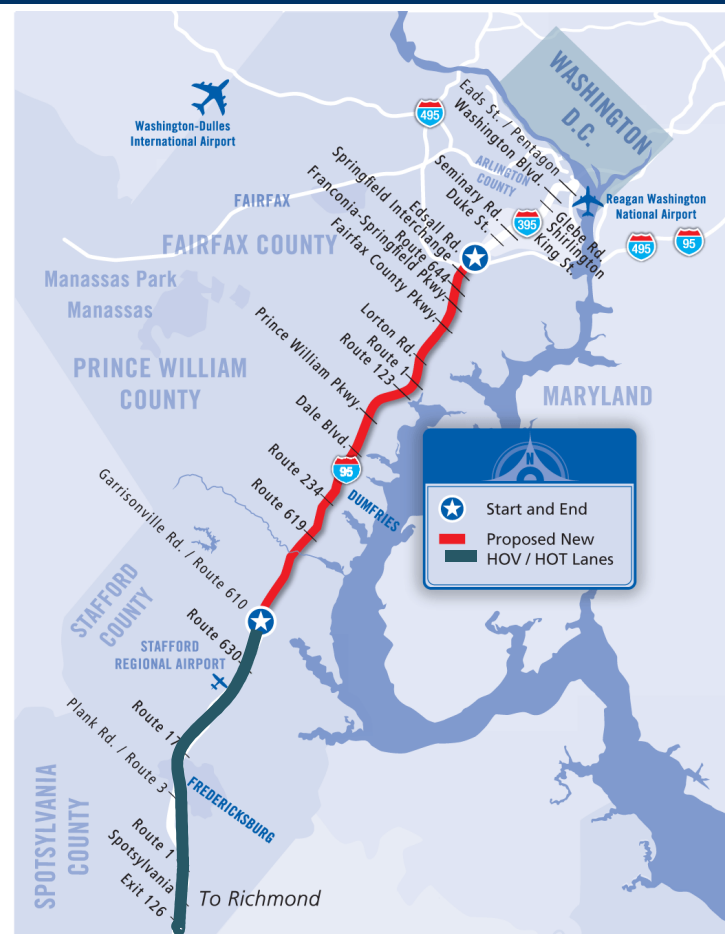 WASHINGTON
D.C.
495
Washington-Dulles
International Airport
Eads St. / Pentagon
Washington Blvd.
ARLINGTON
COUNTY
Seminary Rd.
Duke St.
395
Reagan Washington
National Airport
Glebe Rd.
Shirlington
King St.
495
95
FAIRFAX
FAIRFAX COUNTY
Edsall Rd.
Springfield Interchange
Route 644
Franconia-Springfield Pkwy.
Fairfax County Pkwy.
Manassas Park
Manassas
Lorton Rd.
Route 1
Route 123
Prince William Pkwy.
PRINCE WILLIAM
COUNTY
MARYLAND
Dale Blvd.
95
N
Start and End
Proposed New
HOV / HOT Lanes
Route 234
DUMFRIES
Route 619
Garrisonville Rd. / Route 610
STAFFORD
COUNTY
Route 630
STAFFORD
REGIONAL AIRPORT
Route 17
Plank Rd. / Route 3
FREDERICKSBURG
SPOTSYLVANIA
COUNTY
Route 1
Spotsylvania
Exit 126
To Richmond